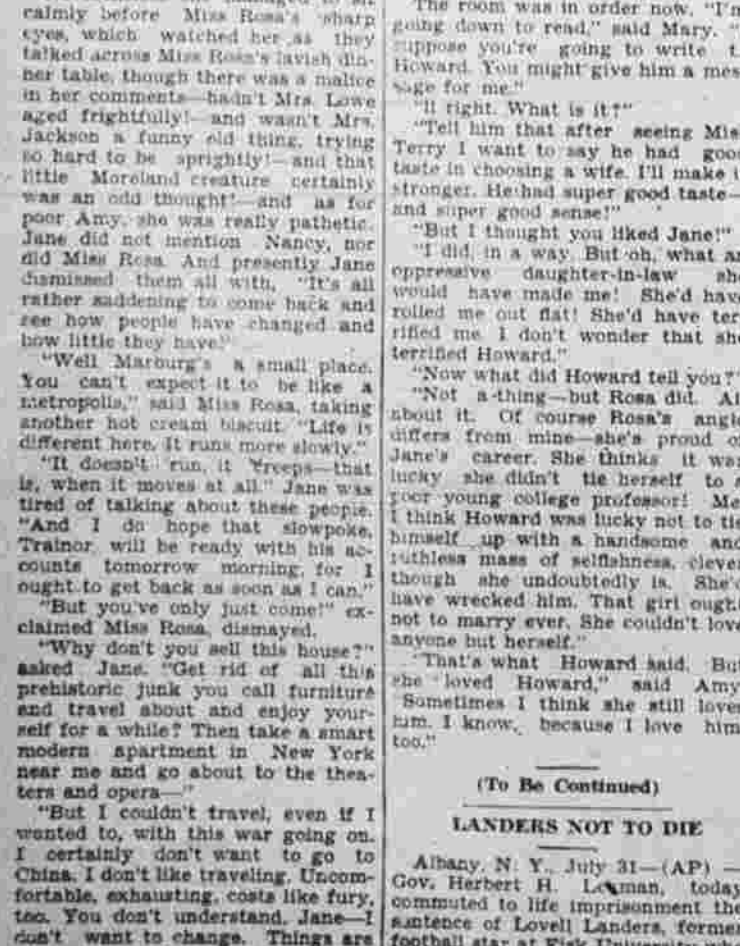 calmly before Miss Rosa's sharp
eyes, which watched her as they
talked across Miss Rosa's lavish din-
ner table, though there was a malice
in her comments—hadn't Mrs. Lowe
aged frightfully!—and wasn't Mrs.
Jackson a funny old thing, trying
so hard to be sprightly!—and that
little Moreland creature certainly
was an odd thought!—and as for
poor Amy, she was really pathetic.
Jane did not mention Nancy, nor
did Miss Rosa. And presently Jane
dismissed them all with, "It's all
rather saddening to come back and
see how people have changed and
how little they have."
"Well Marburg's a small place.
You can't expect it to be like a
metropolis," said Miss Rosa, taking
another hot cream biscuit. "Life is
different here. It runs more slowly."
"It doesn't run, it creeps—that
is, when it moves at all." Jane was
tired of talking about these people.
"And I do hope that slowpoke,
Trainor, will be ready with his ac-
counts tomorrow morning, for I
ought to get back as soon as I can."
"But you've only just come!" ex-
claimed Miss Rosa, dismayed.
"Why don't you sell this house?"
asked Jane. "Get rid of all this
prehistoric junk you call furniture
and travel about and enjoy your-
self for a while? Then take a smart
modern apartment in New York
near me and go about to the thea-
ters and opera—"
"But I couldn't travel, even if I
wanted to, with this war going on.
I certainly don't want to go to
China. I don't like traveling. Uncom-
fortable, exhausting, costs like fury,
too. You don't understand, Jane—I
don't want to change. Things are
The room was in order now. "I'm
going down to read," said Mary. "
suppose you're going to write t
Howard. You might give him a mes
sage for me."
"ll right. What is it?"
"Tell him that after seeing Mis
Terry I want to say he had good
taste in choosing a wife. I'll make i
stronger. He had super good taste—
and super good sense!"
"But I thought you liked Jane!"
"I did, in a way. But oh, what an
oppressive daughter-in-law she
would have made me! She'd have
rolled me out flat! She'd have ter
rified me. I don't wonder that she
terrified Howard."
"Now what did Howard tell you?"
"Not a thing—but Rosa did. Al
about it. Of course Rosa's angle
differs from mine—she's proud of
Jane's career. She thinks it was
lucky she didn't tie herself to a
poor young college professor! Me
I think Howard was lucky not to tie
himself up with a handsome and
ruthless mass of selfishness, clever
though she undoubtedly is. She'd
have wrecked him. That girl ought
not to marry ever. She couldn't love
anyone but herself."
"That's what Howard said. But
she loved Howard," said Amy
Sometimes I think she still loves
him. I know, because I love him
too."
(To Be Continued)
LANDERS NOT TO DIE
Albany, N. Y., July 31—(AP) —
Gov. Herbert H. Lehman, today
commuted to life imprisonment the
sentence of Lovell Landers, former
football star at Fisk